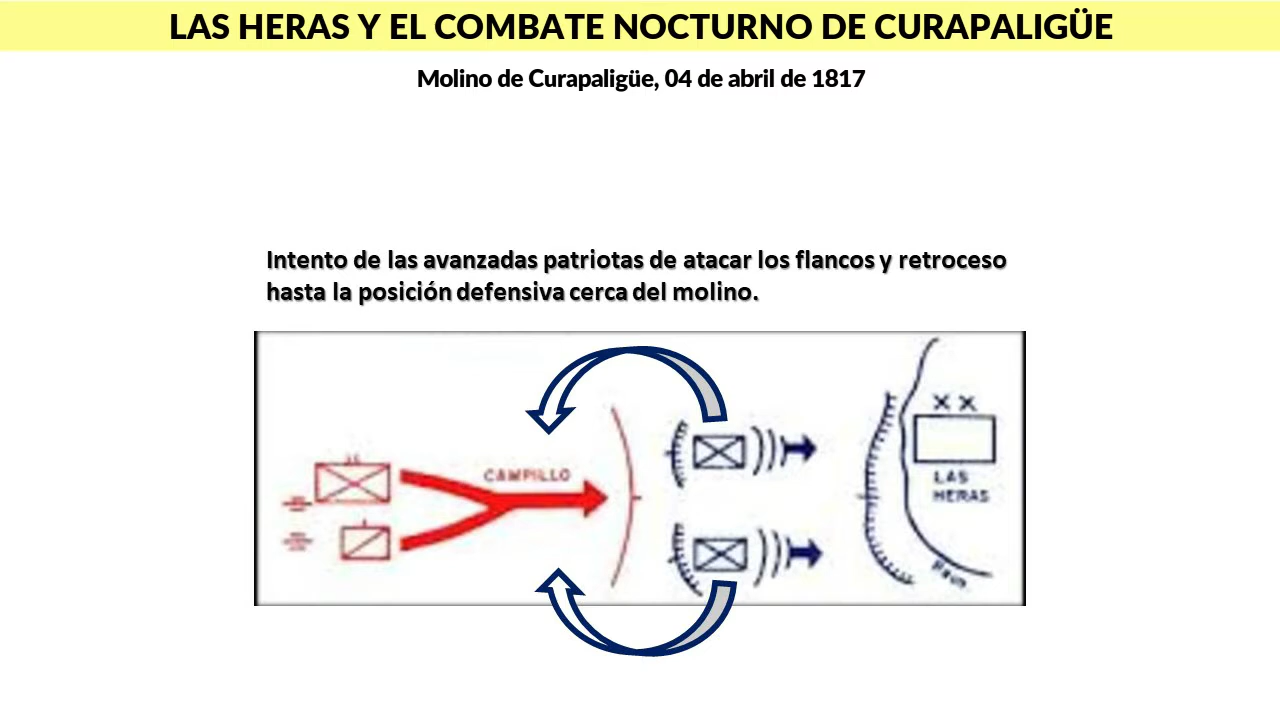 LAS HERAS Y EL COMBATE NOCTURNO DE CURAPALIGÜE
Molino de Curapaligüe, 04 de abril de 1817
Intento de las avanzadas patriotas de atacar los flancos y retroceso
hasta la posición defensiva cerca del molino.
X X
CAMPILLO
LAS
HERAS